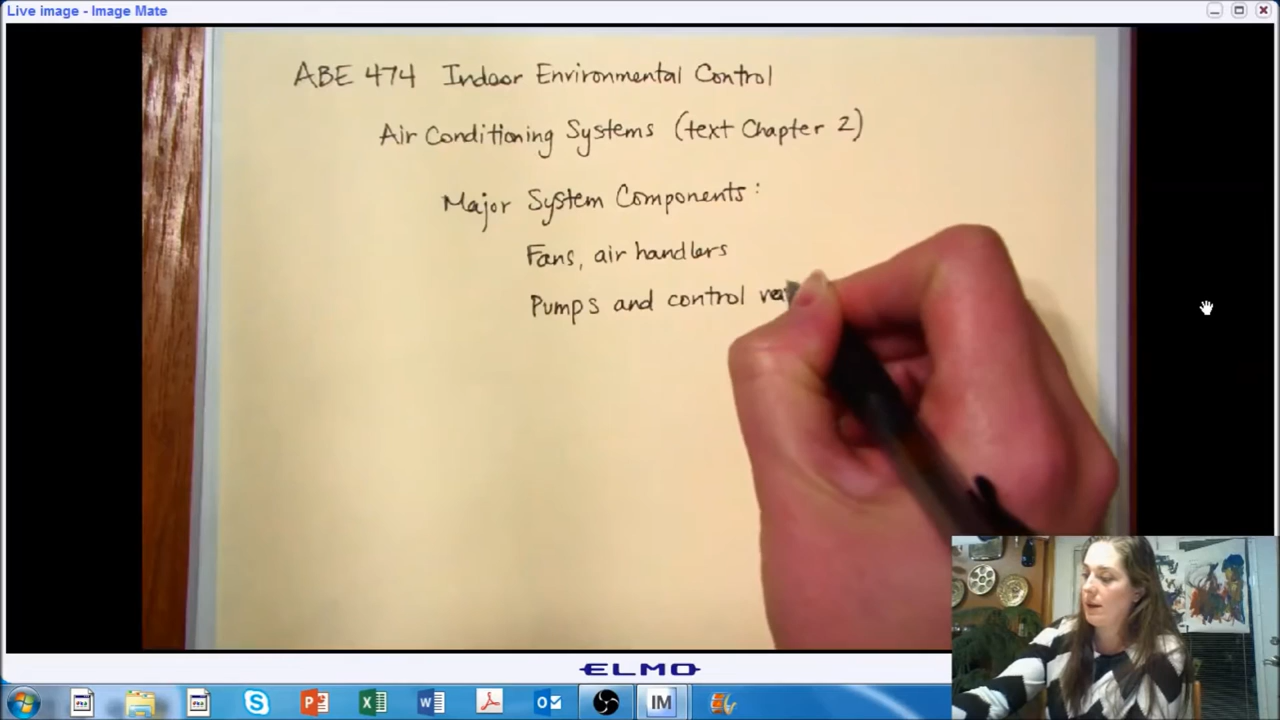 Live image - Image Mate
ABE 474 Indoor Environmental Control
Air Conditioning Systems (text Chapter 2)
Major System Components:
Fans, air handlers
Pumps and control
ELMO
IM